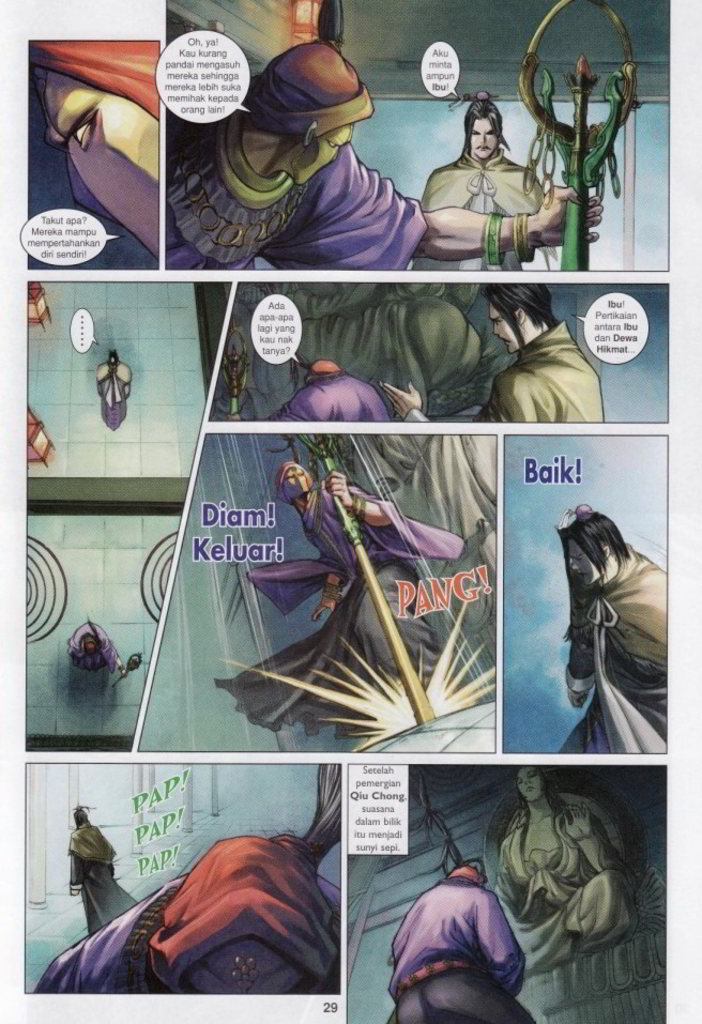 Takut apa?
Mereka mampu
mempertahankan
diri sendiri!
Oh, ya!
Kau kurang
pandai mengasuh
mereka sehingga
mereka lebih suka
memihak kepada
orang lain!
Aku
minta
ampun
Ibu!
......
Ada
apa-apa
lagi yang
kau nak
tanya?
Ibu!
Pertikaian
antara Ibu
dan Dewa
Hikmat...
Diam!
Keluar!
PANG!
Baik!
PAP!
PAP!
PAP!
Setelah
pemergian
Qiu Chong,
suasana
dalam bilik
itu menjadi
sunyi sepi.
29